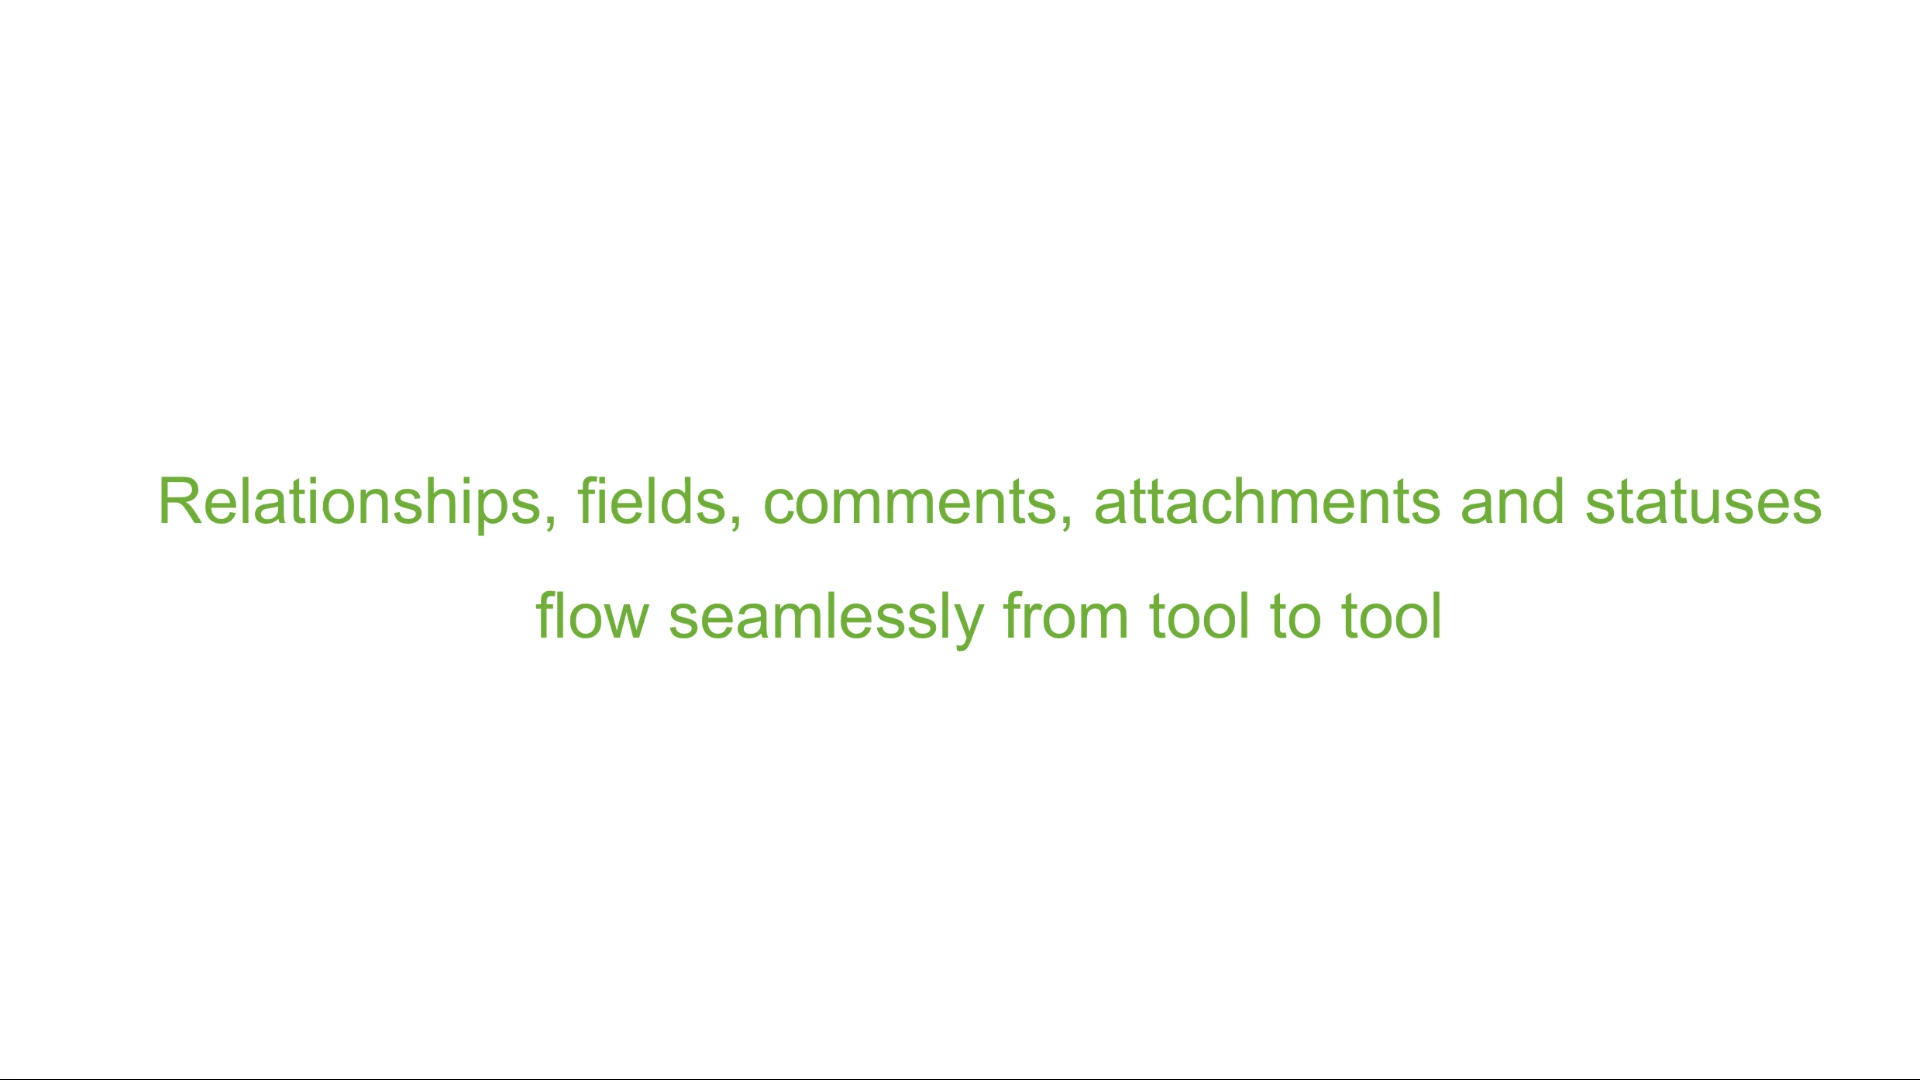 Relationships, fields, comments, attachments and statuses
flow seamlessly from tool to tool